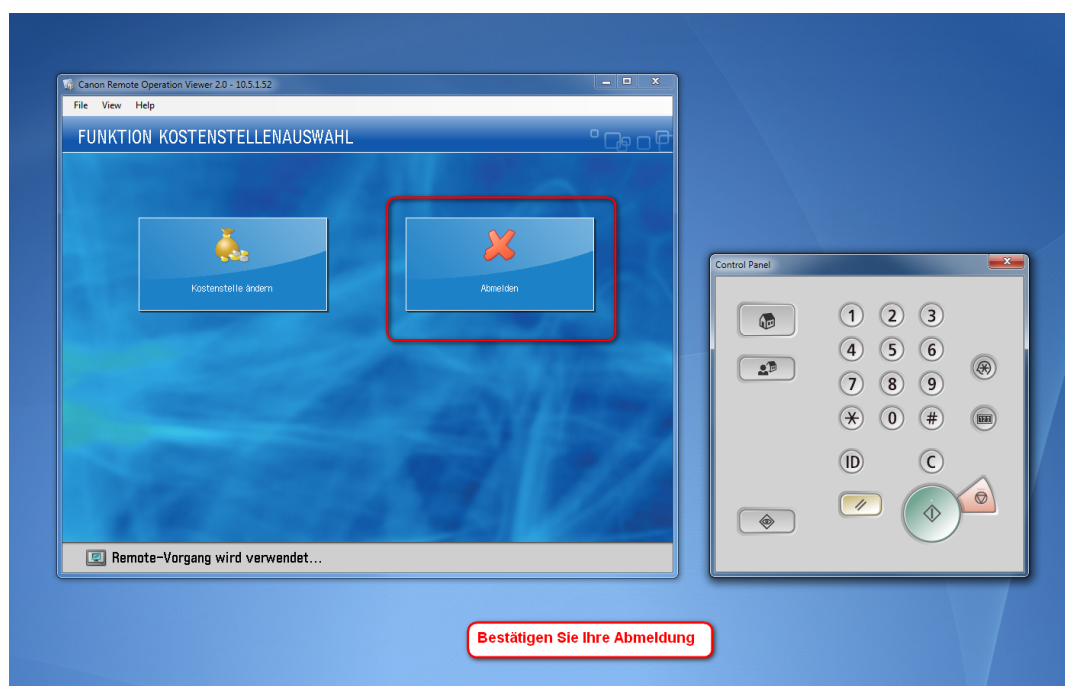 Canon Remote Operation Viewer 2.0 - 10.5.1.52
File View Help
FUNKTION KOSTENSTELLENAUSWAHL
Kostenstelle ändern
Abmelden
Remote-Vorgang wird verwendet...
Control Panel
1 2 3
4 5 6
7 8 9
* 0 #
ID C
Bestätigen Sie Ihre Abmeldung